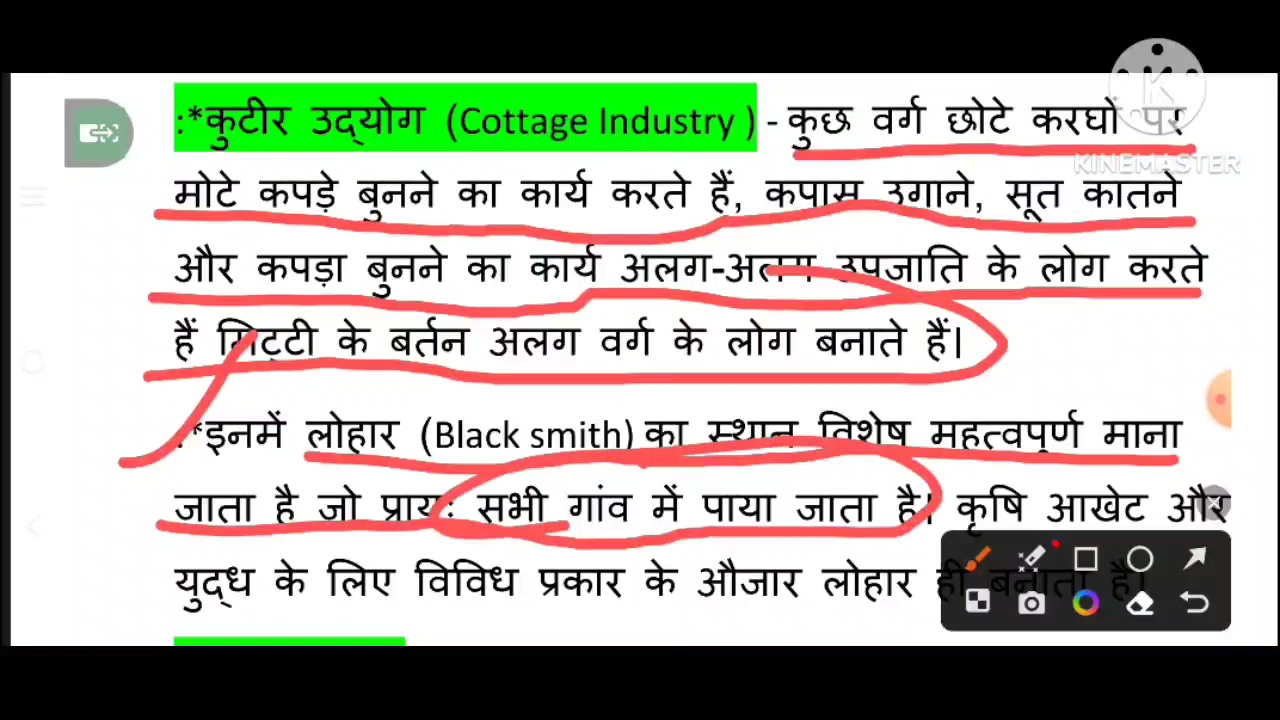 :*कुटीर उद्योग (Cottage Industry ) - कुछ वर्ग छोटे करघों पर
KINEMASTER
मोटे कपड़े बुनने का कार्य करते हैं, कपास उगाने, सूत कातने
और कपड़ा बुनने का कार्य अलग-अलग उपजाति के लोग करते
हैं मिट्टी के बर्तन अलग वर्ग के लोग बनाते हैं।
:*इनमें लोहार (Black smith) का स्थान विशेष महत्वपूर्ण माना
जाता है जो प्रायः सभी गांव में पाया जाता है। कृषि आखेट और
युद्ध के लिए विविध प्रकार के औजार लोहार ही बनाता है।